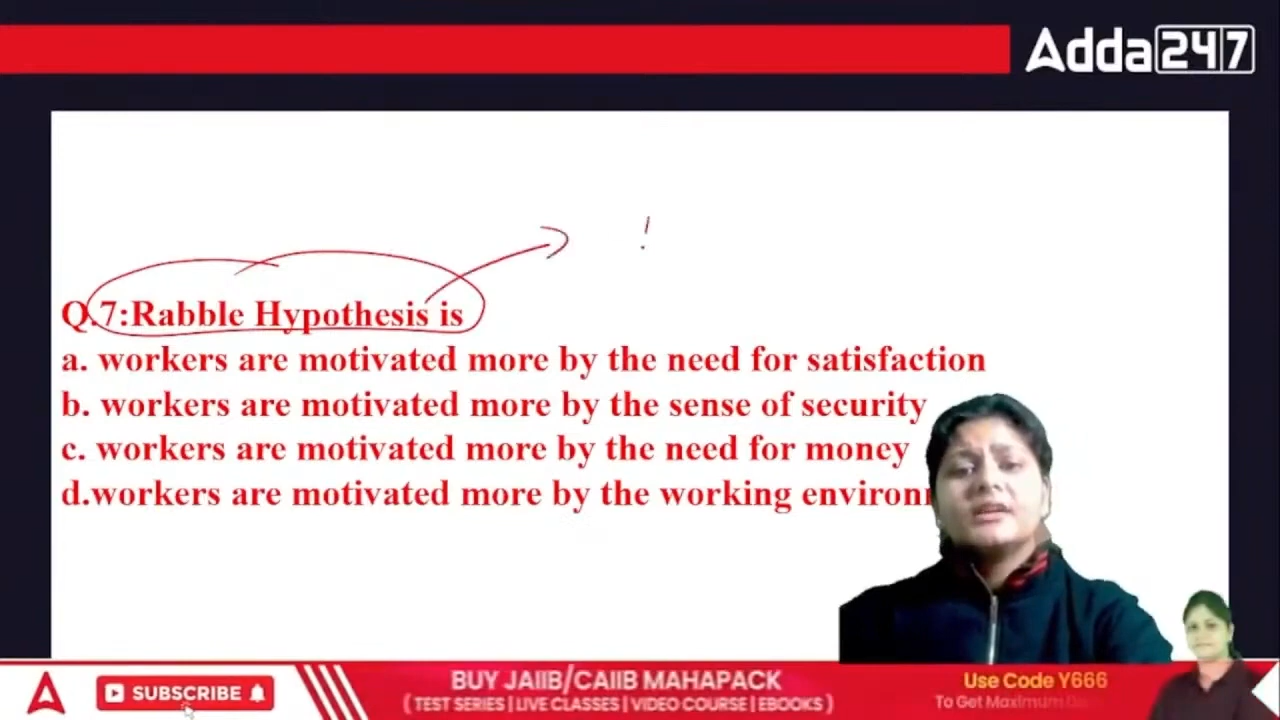 Adda247
Q.7:Rabble Hypothesis is
a. workers are motivated more by the need for satisfaction
b. workers are motivated more by the sense of security
c. workers are motivated more by the need for money
d.workers are motivated more by the working
SUBSCRIBE
BUY JAIIB/CAIIB MAHAPACK
( TEST SERIES | LIVE CLASSES | VIDEO COURSE | EBOOKS )
Use Code Y666
To Get Maximum